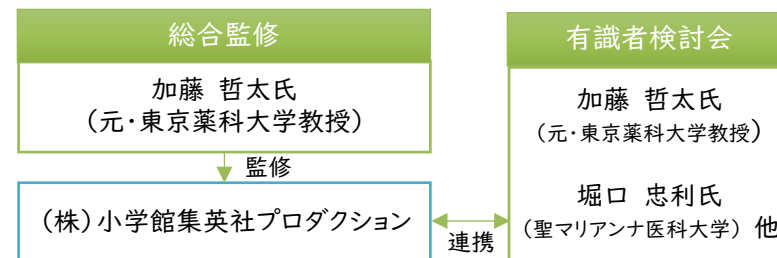 総合監修
加藤 哲太氏
（元・東京薬科大学教授）
監修
（株）小学館集英社プロダクション
連携
有識者検討会
加藤 哲太氏
（元・東京薬科大学教授）
堀口 忠利氏
（聖マリアンナ医科大学）他